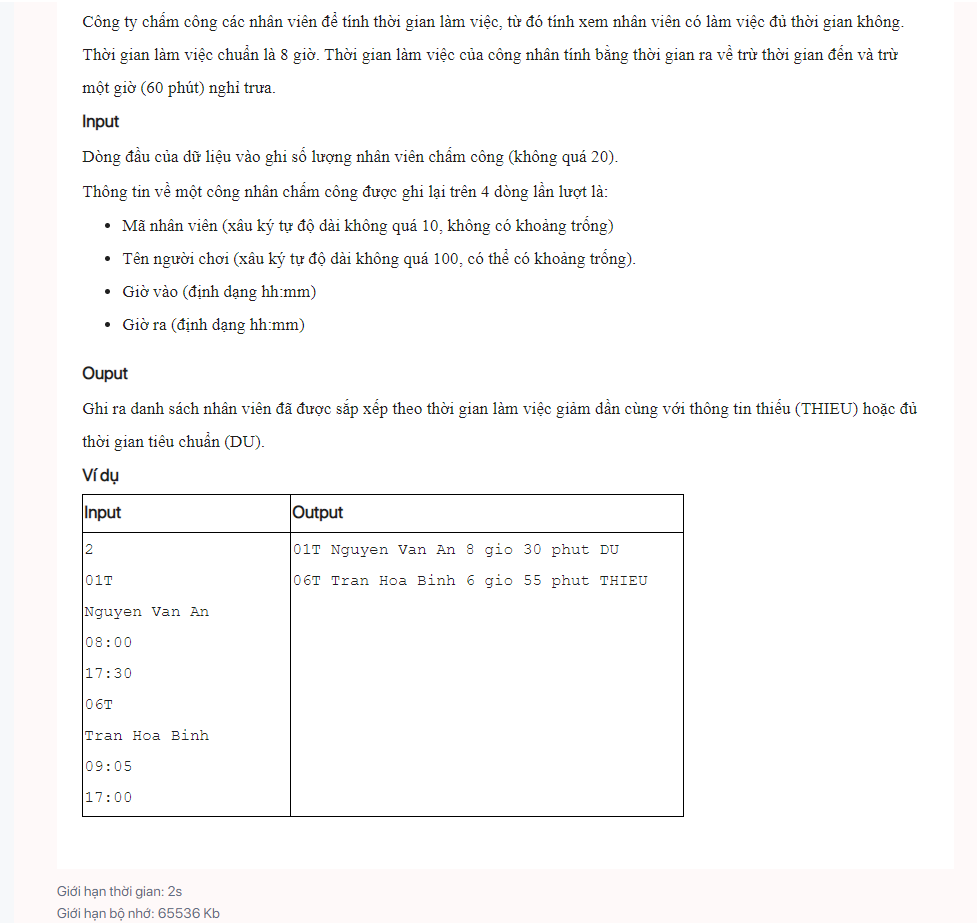 Công ty chấm công các nhân viên để tính thời gian làm việc, từ đó tính xem nhân viên có làm việc đủ thời gian không.
Thời gian làm việc chuẩn là 8 giờ. Thời gian làm việc của công nhân tính bằng thời gian ra về trừ thời gian đến và trừ
một giờ (60 phút) nghỉ trưa.
Input
Dòng đầu của dữ liệu vào ghi số lượng nhân viên chấm công (không quá 20).
Thông tin về một công nhân chấm công được ghi lại trên 4 dòng lần lượt là:
• Mã nhân viên (xâu ký tự độ dài không quá 10, không có khoảng trống)
• Tên người chơi (xâu ký tự độ dài không quá 100, có thể có khoảng trống).
• Giờ vào (định dạng hh:mm)
• Giờ ra (định dạng hh:mm)
Ouput
Ghi ra danh sách nhân viên đã được sắp xếp theo thời gian làm việc giảm dần cùng với thông tin thiếu (THIEU) hoặc đủ
thời gian tiêu chuẩn (DU).
Ví dụ
Input Output
2 01T Nguyen Van An 8 gio 30 phut DU
01T 06T Tran Hoa Binh 6 gio 55 phut THIEU
Nguyen Van An
08:00
17:30
06T
Tran Hoa Binh
09:05
17:00
Giới hạn thời gian: 2s
Giới hạn bộ nhớ: 65536 Kb